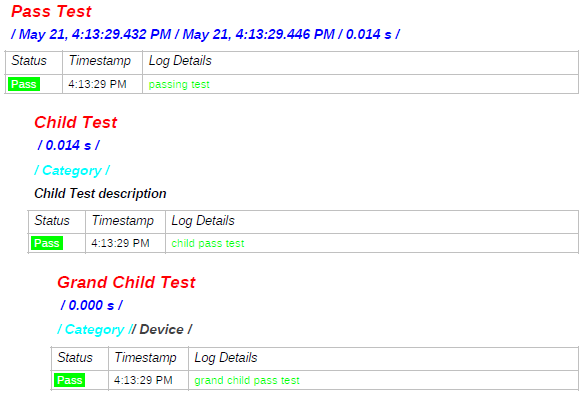 Pass Test
/ May 21, 4:13:29.432 PM / May 21, 4:13:29.446 PM / 0.014 s /
Status Timestamp Log Details
Pass 4:13:29 PM passing test
Child Test
/ 0.014 s /
/ Category /
Child Test description
Status Timestamp Log Details
Pass 4:13:29 PM child pass test
Grand Child Test
/ 0.000 s /
/ Category // Device /
Status Timestamp Log Details
Pass 4:13:29 PM grand child pass test